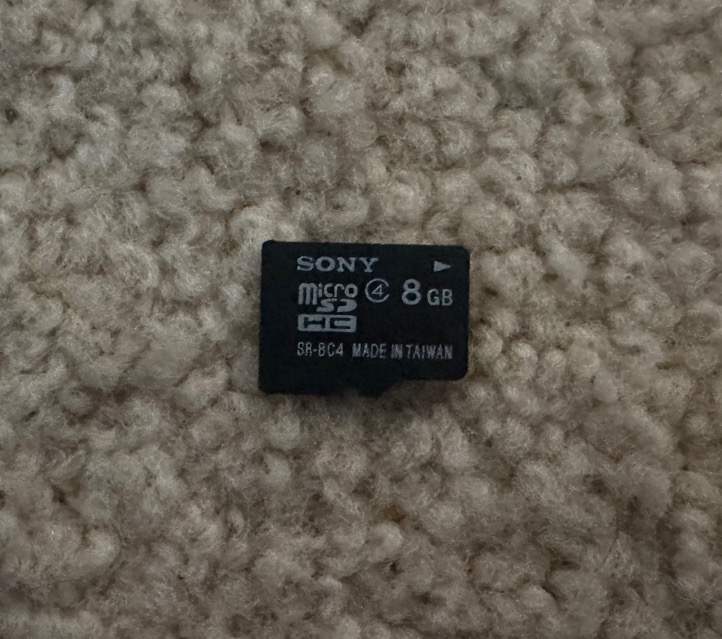 SONY
micro SD HC ④ 8 GB
SR-8C4 MADE IN TAIWAN